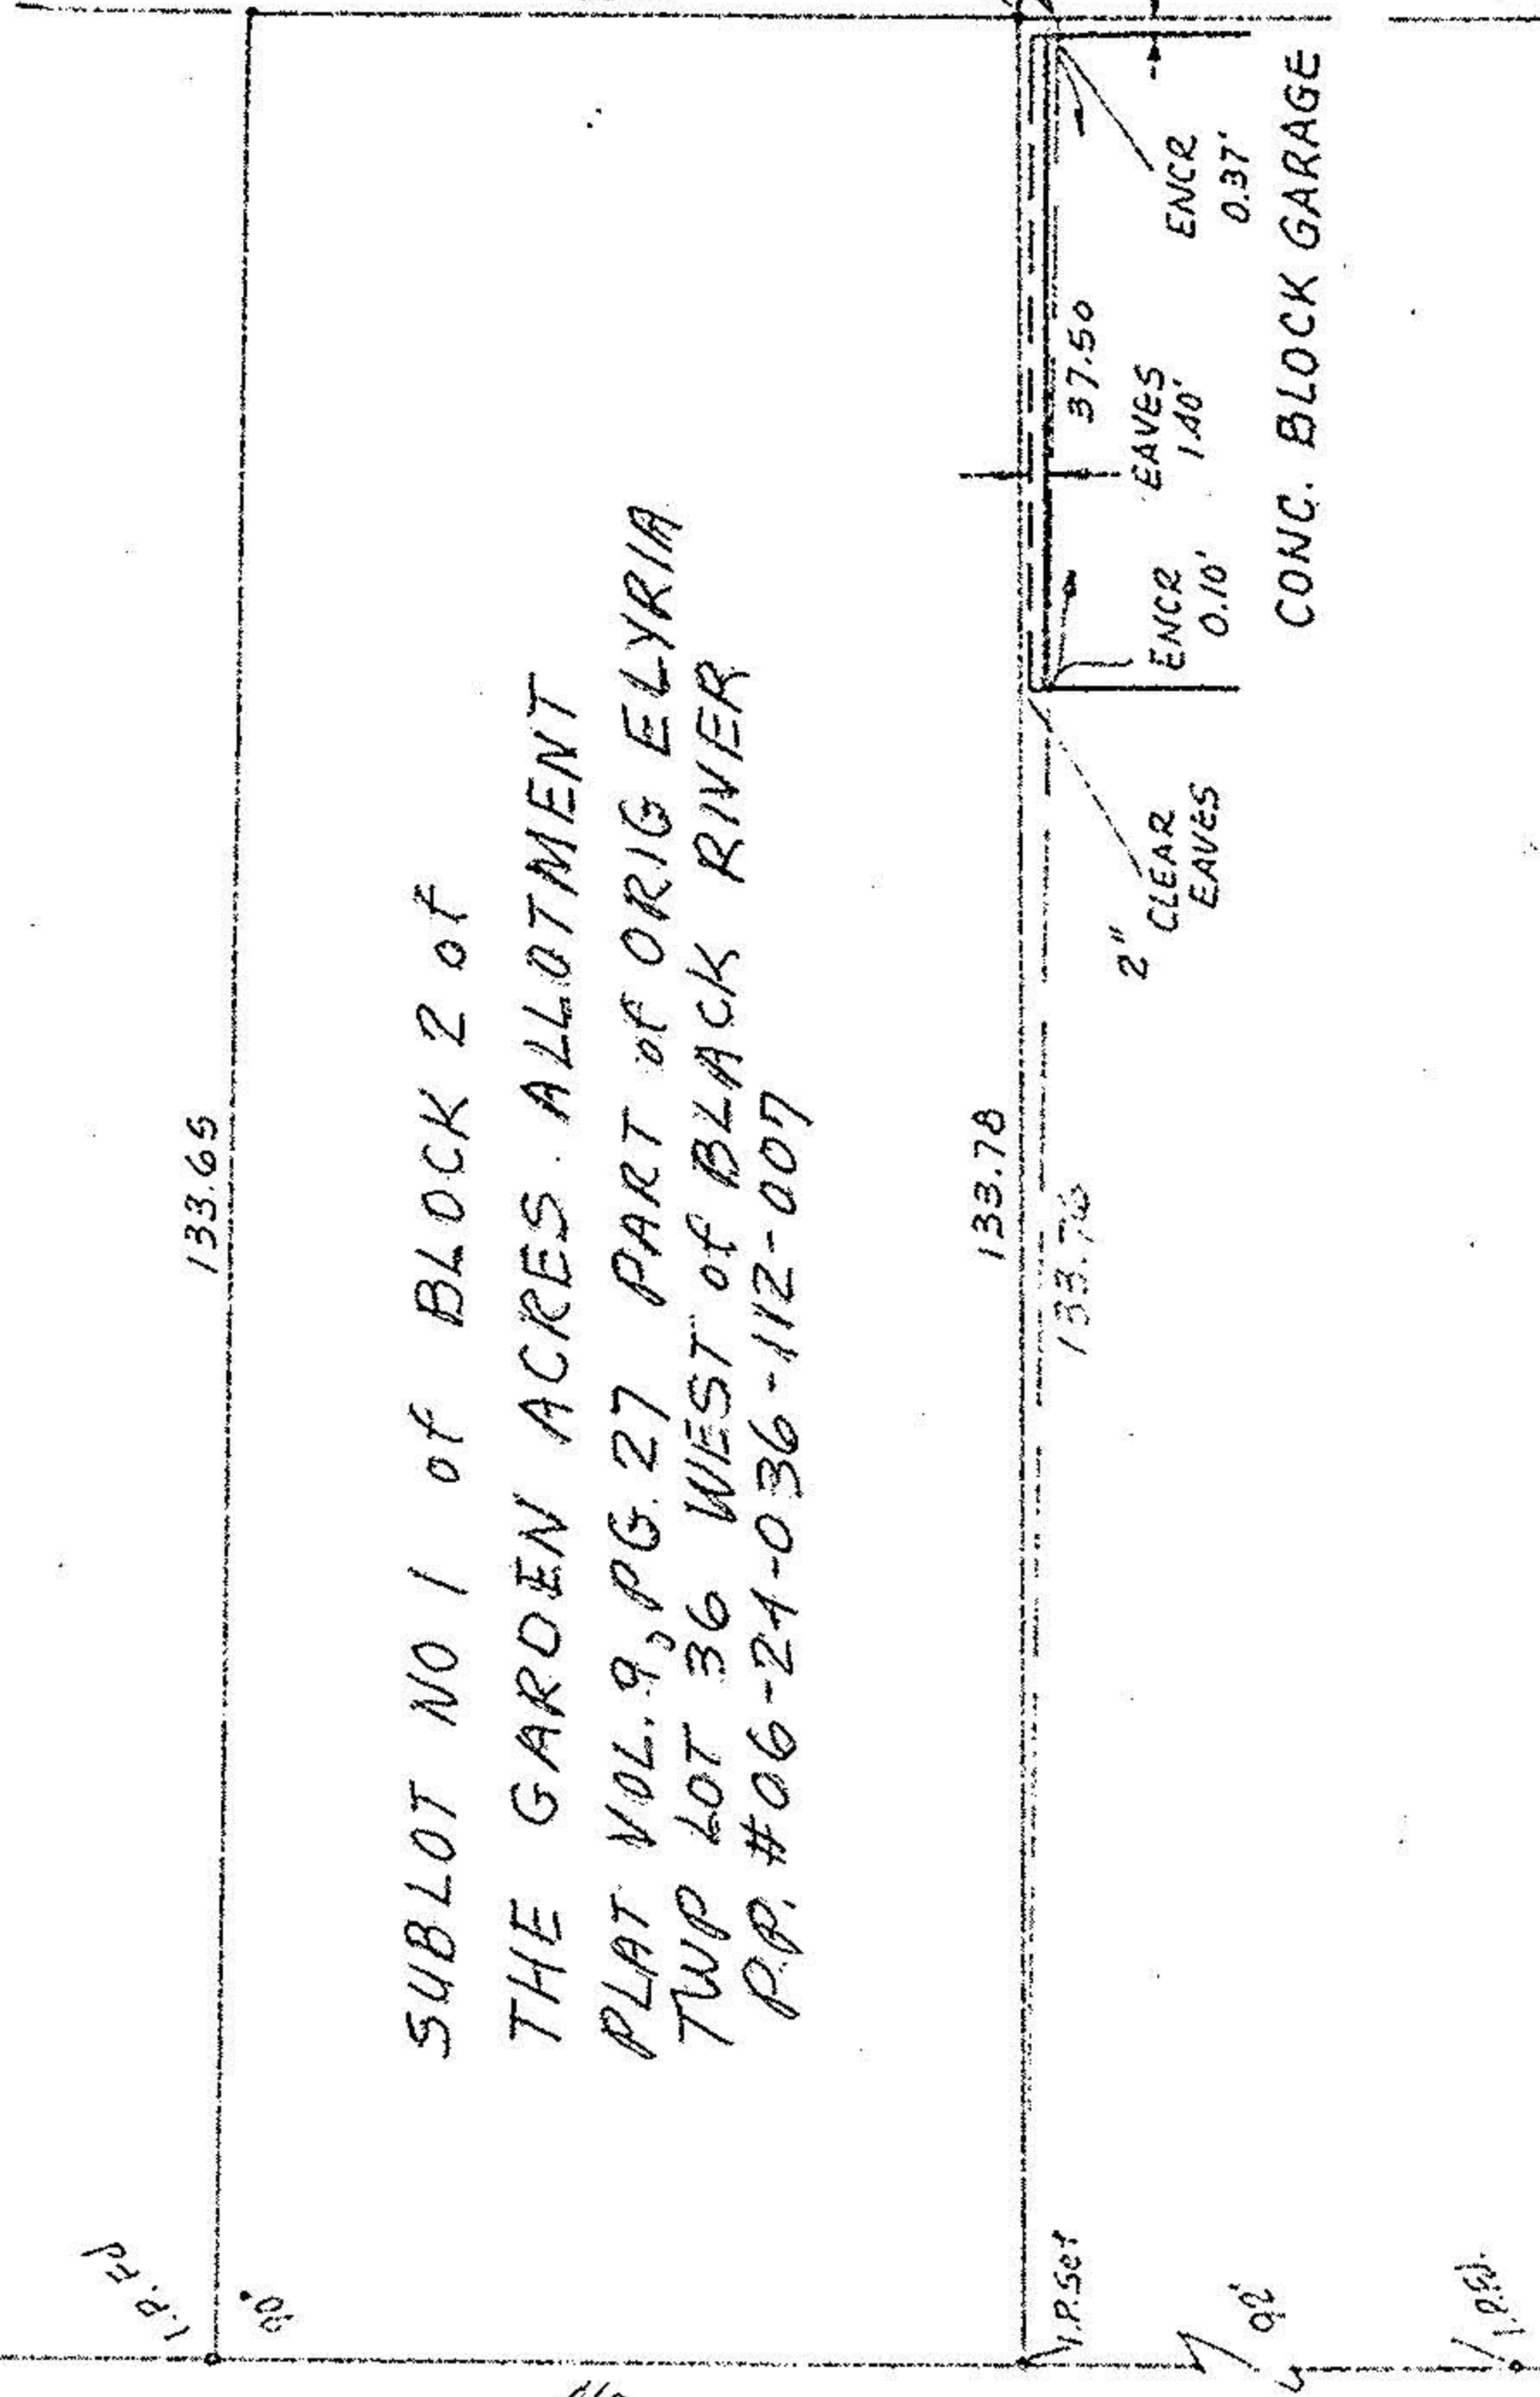 133.65
SUBLOT NO 1 of BLOCK 2 of
THE GARDEN ACRES ALLOTMENT
PLAT VOL. 9, PG. 27 PART of ORIG ELYRIA
TWP LOT 36 WEST of BLACK RIVER
P.P. #06-24-036-112-007
133.78
37.50
I.P. Set
2" CLEAR
EAVES
ENCR
0.10'
EAVES
1.40'
ENCR
0.37'
CONC. BLOCK GARAGE
I.P. fd
90°